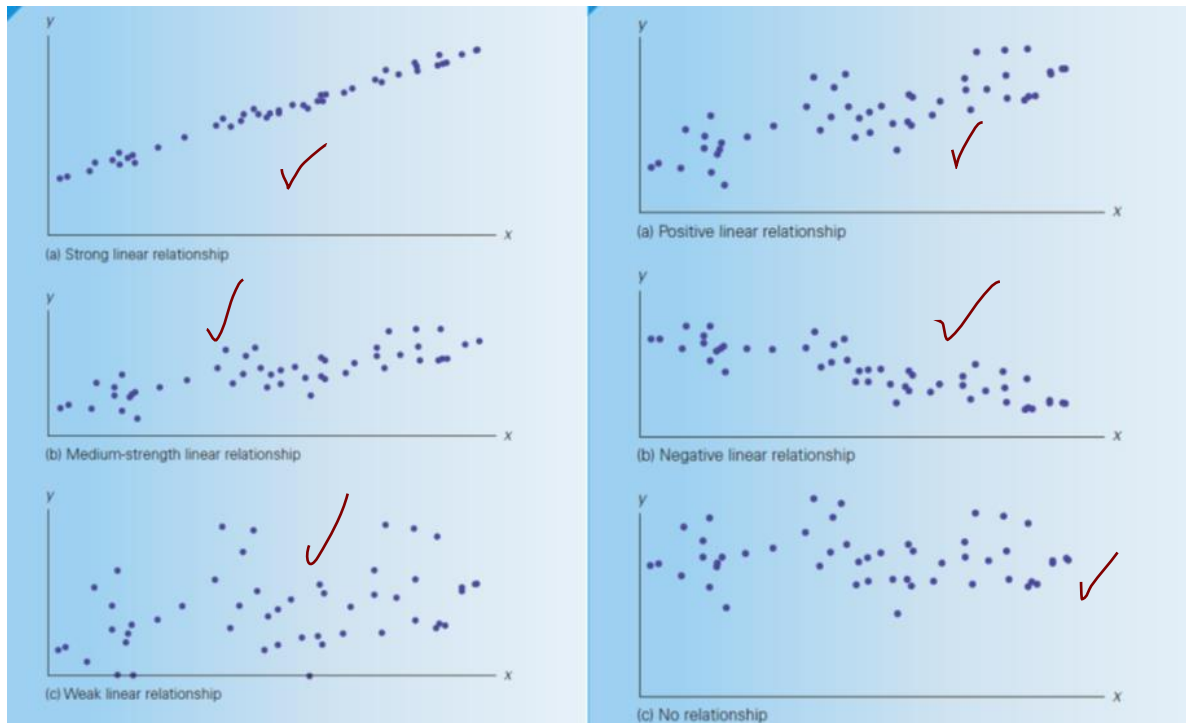 y
x
(a) Strong linear relationship
y
x
(b) Medium-strength linear relationship
y
x
(c) Weak linear relationship
y
x
(a) Positive linear relationship
y
x
(b) Negative linear relationship
y
x
(c) No relationship